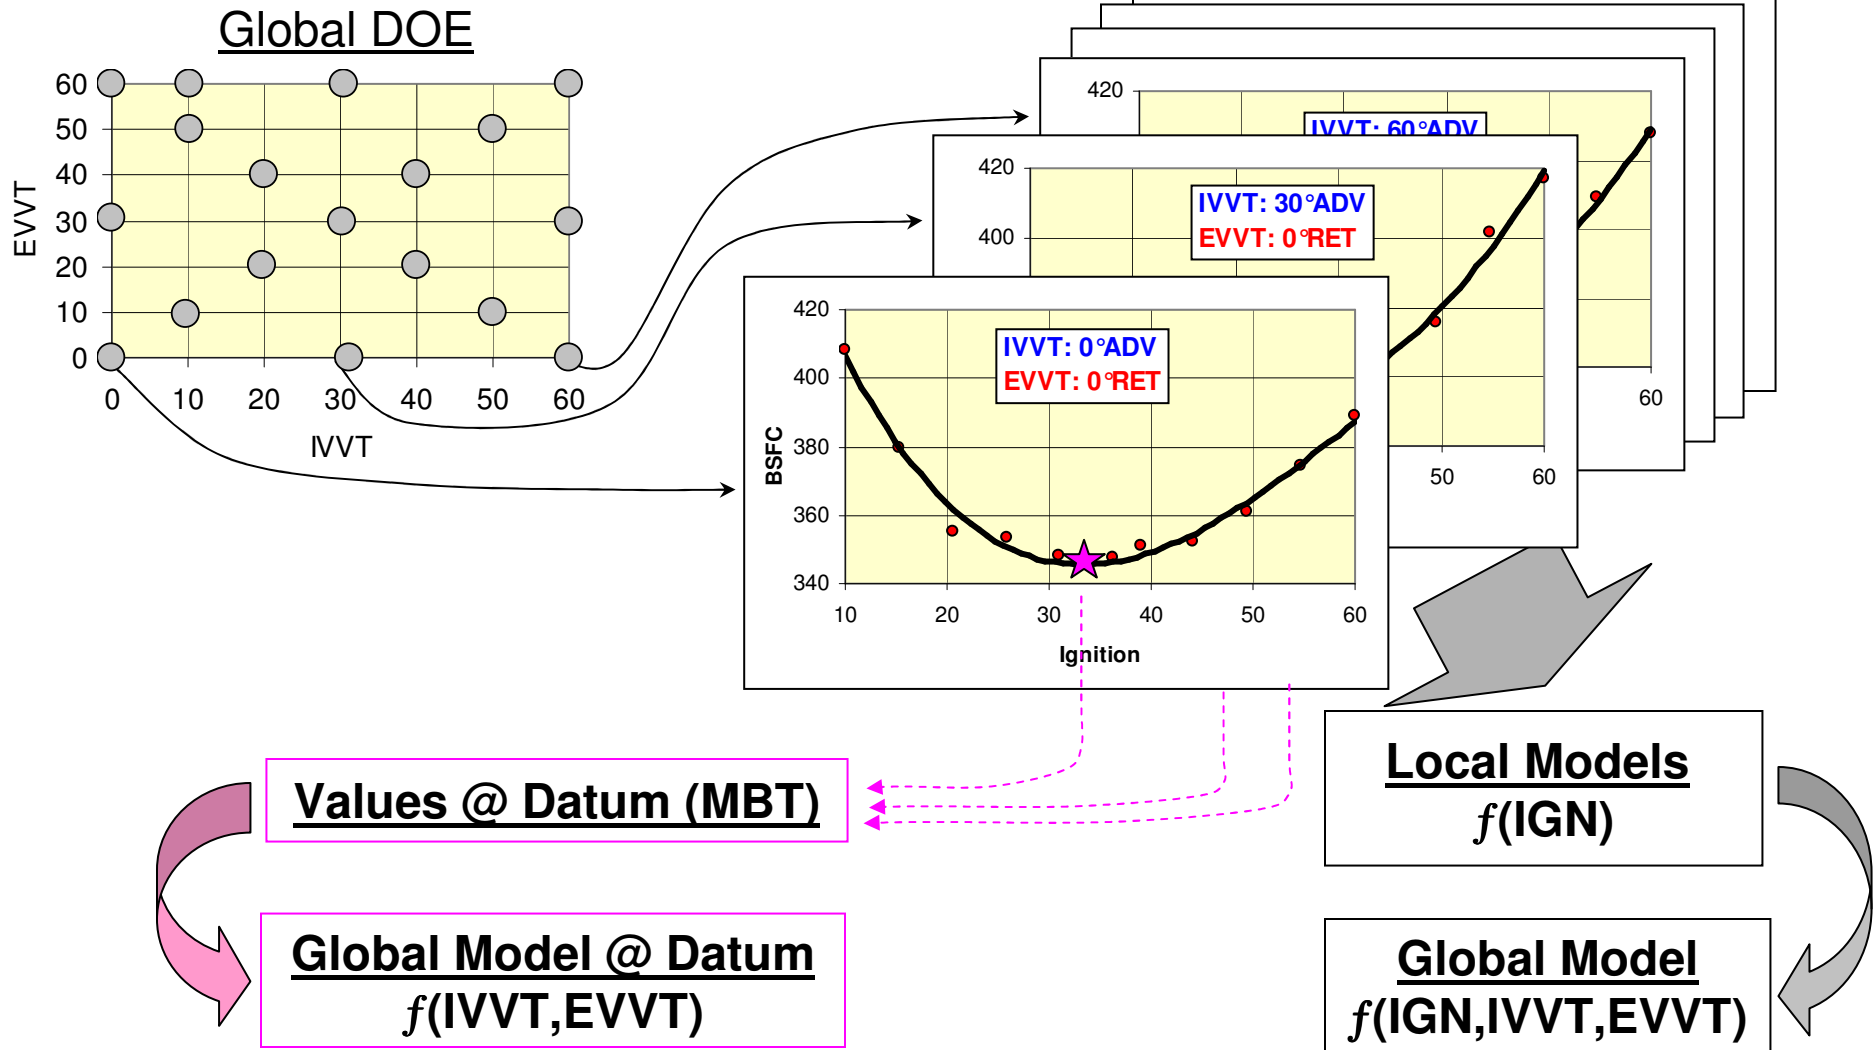 Global DOE
60
50
40
30
20
10
0
EVVT
0 10 20 30 40 50 60
IVVT
420
IVVT: 60°ADV
60
420
400
IVVT: 30°ADV
EVVT: 0°RET
50 60
420
400
380
360
340
BSFC
IVVT: 0°ADV
EVVT: 0°RET
10 20 30 40 50 60
Ignition
Values @ Datum (MBT)
Global Model @ Datum
f(IVVT,EVVT)
Local Models
f(IGN)
Global Model
f(IGN,IVVT,EVVT)